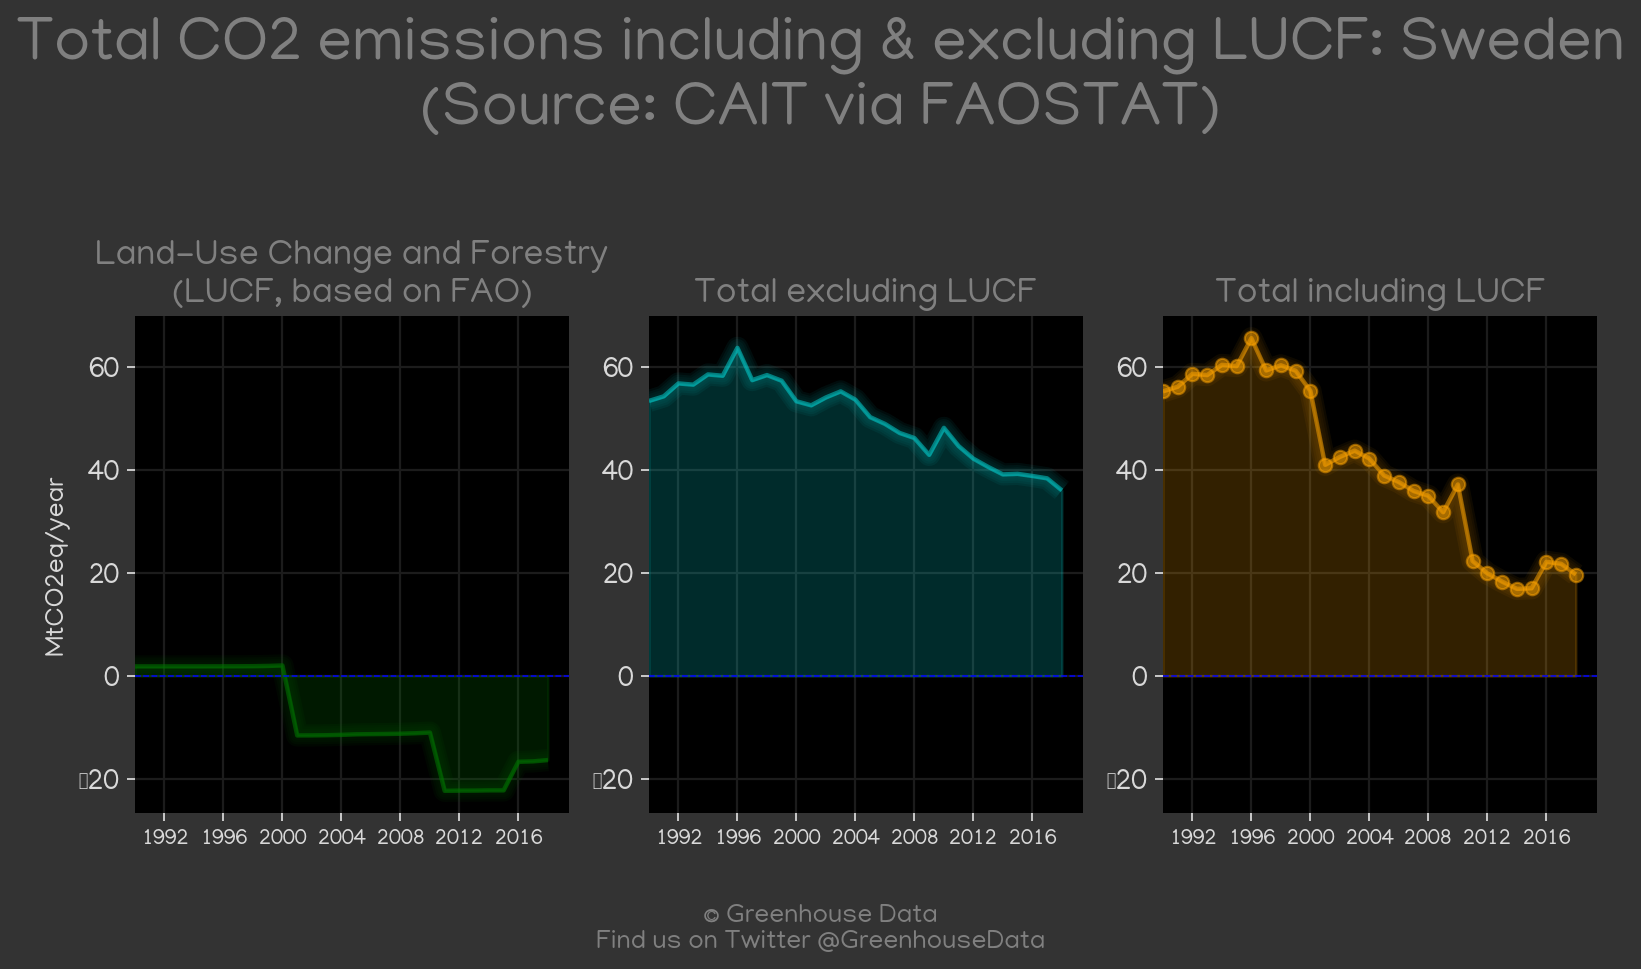 Total CO2 emissions including & excluding LUCF: Sweden
(Source: CAIT via FAOSTAT)
Land-Use Change and Forestry
(LUCF, based on FAO)
Total excluding LUCF
Total including LUCF
MtCO2eq/year
60
40
20
0
▯20
1992 1996 2000 2004 2008 2012 2016
60
40
20
0
▯20
1992 1996 2000 2004 2008 2012 2016
60
40
20
0
▯20
1992 1996 2000 2004 2008 2012 2016
© Greenhouse Data
Find us on Twitter @GreenhouseData